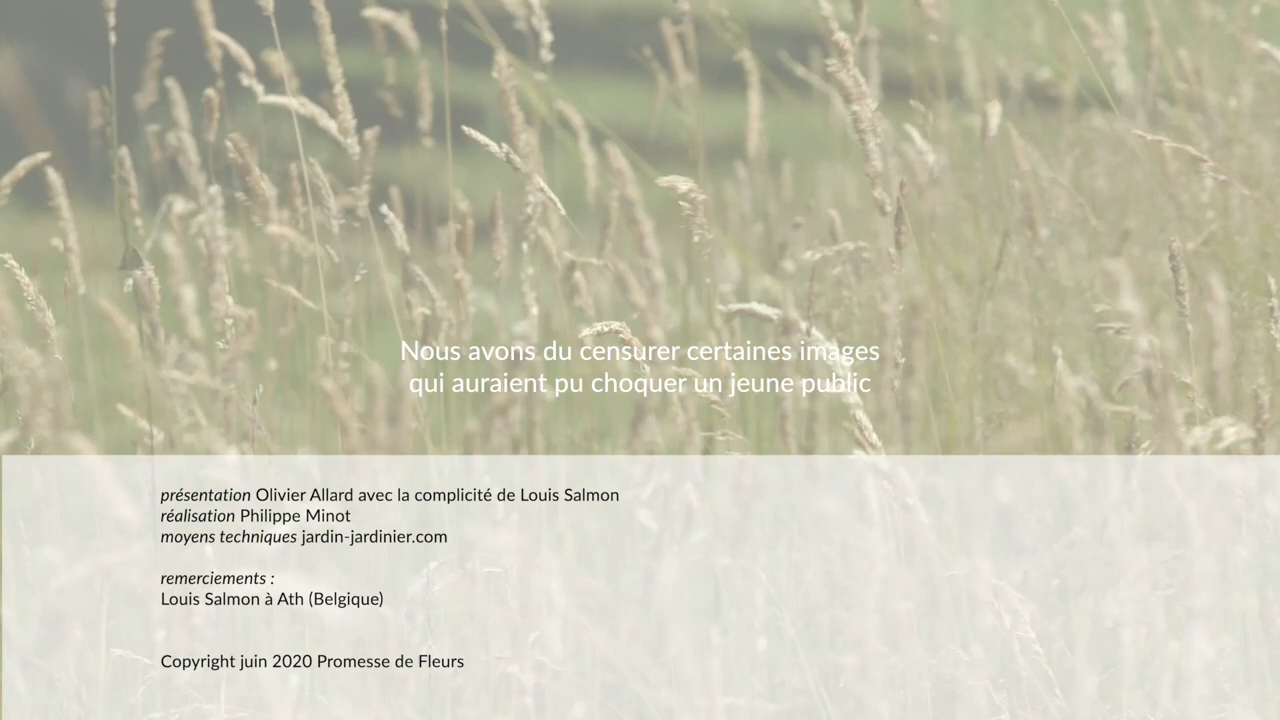 Nous avons du censurer certaines images
qui auraient pu choquer un jeune public
présentation Olivier Allard avec la complicité de Louis Salmon
réalisation Philippe Minot
moyens techniques jardin-jardinier.com
remerciements :
Louis Salmon à Ath (Belgique)
Copyright juin 2020 Promesse de Fleurs